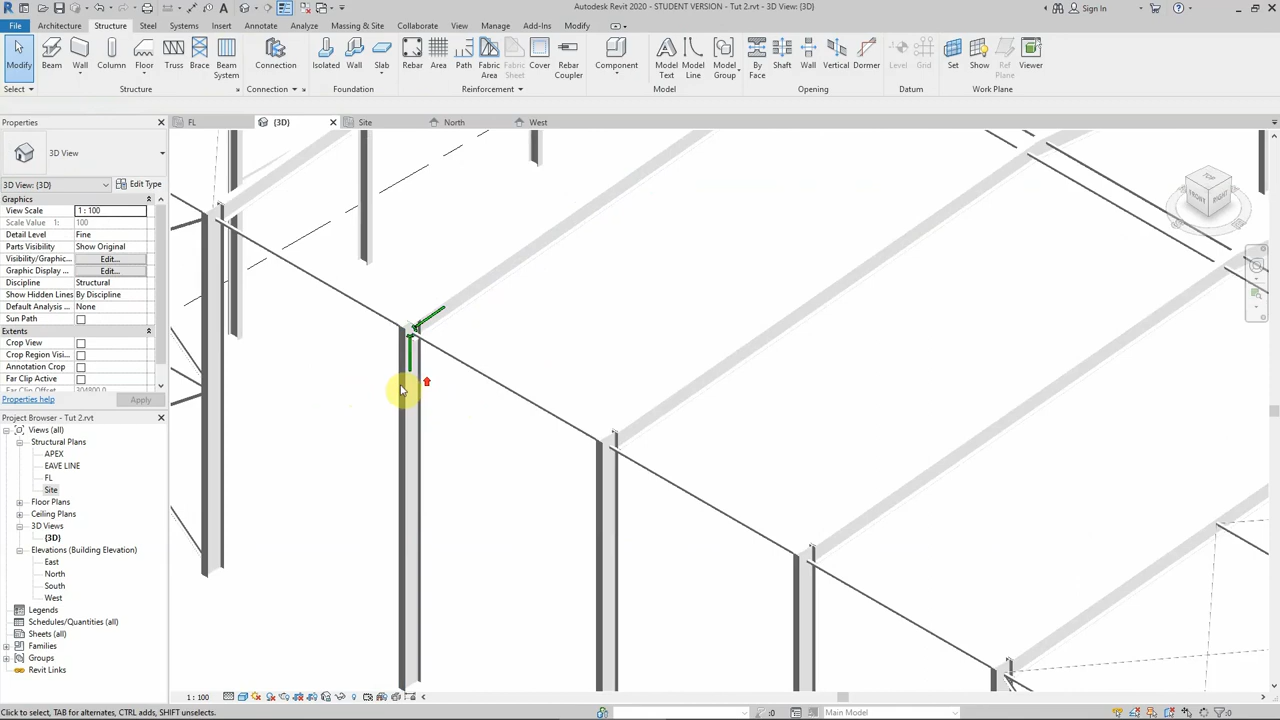 Autodesk Revit 2020 - STUDENT VERSION - Tut 2.rvt - 3D View: {3D}
Sign In
File Architecture Structure Steel Systems Insert Annotate Analyze Massing & Site Collaborate View Manage Add-Ins Modify
Modify Beam Wall Column Floor Truss Brace Beam System Connection Isolated Wall Slab Rebar Area Path Fabric Area Fabric Sheet Cover Rebar Coupler Component Model Text Model Line Model Group By Face Shaft Wall Vertical Dormer Level Grid Set Show Ref Plane Viewer
Select Structure Connection Foundation Reinforcement Model Opening Datum Work Plane
Properties
FL {3D} Site North West
3D View
3D View: {3D} Edit Type
Graphics
View Scale 1 : 100
Scale Value 1: 100
Detail Level Fine
Parts Visibility Show Original
Visibility/Graphic... Edit...
Graphic Display ... Edit...
Discipline Structural
Show Hidden Lines By Discipline
Default Analysis ... None
Sun Path
Extents
Crop View
Crop Region Visi...
Annotation Crop
Far Clip Active
Far Clip Offset 304800.0
Properties help Apply
Project Browser - Tut 2.rvt
Views (all)
Structural Plans
APEX
EAVE LINE
FL
Site
Floor Plans
Ceiling Plans
3D Views
{3D}
Elevations (Building Elevation)
East
North
South
West
Legends
Schedules/Quantities (all)
Sheets (all)
Families
Groups
Revit Links
TOP
FRONT
RIGHT
1 : 100
Click to select, TAB for alternates, CTRL adds, SHIFT unselects.
:0
Main Model
:0